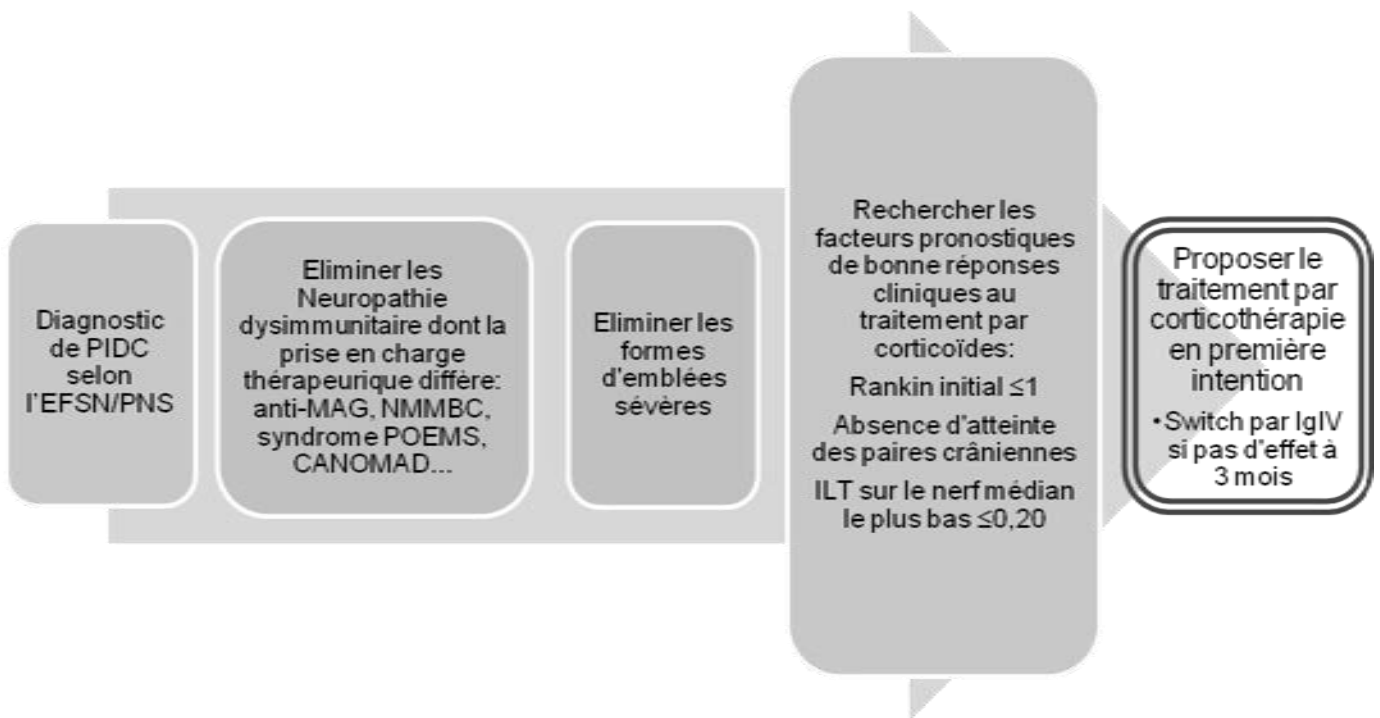 Diagnostic
de PIDC
selon
l'EFSN/PNS
Eliminer les
Neuropathie
dysimmunitaire dont la
prise en charge
thérapeurique diffère:
anti-MAG, NMMBC,
syndrome POEMS,
CANOMAD...
Eliminer les
formes
d'emblées
sévères
Rechercher les
facteurs pronostiques
de bonne réponses
cliniques au
traitement par
corticoïdes:
Rankin initial ≤1
Absence d'atteinte
des paires crâniennes
ILT sur le nerf médian
le plus bas ≤0,20
Proposer le
traitement par
corticothérapie
en première
intention
•Switch par IgIV
si pas d'effet à
3 mois